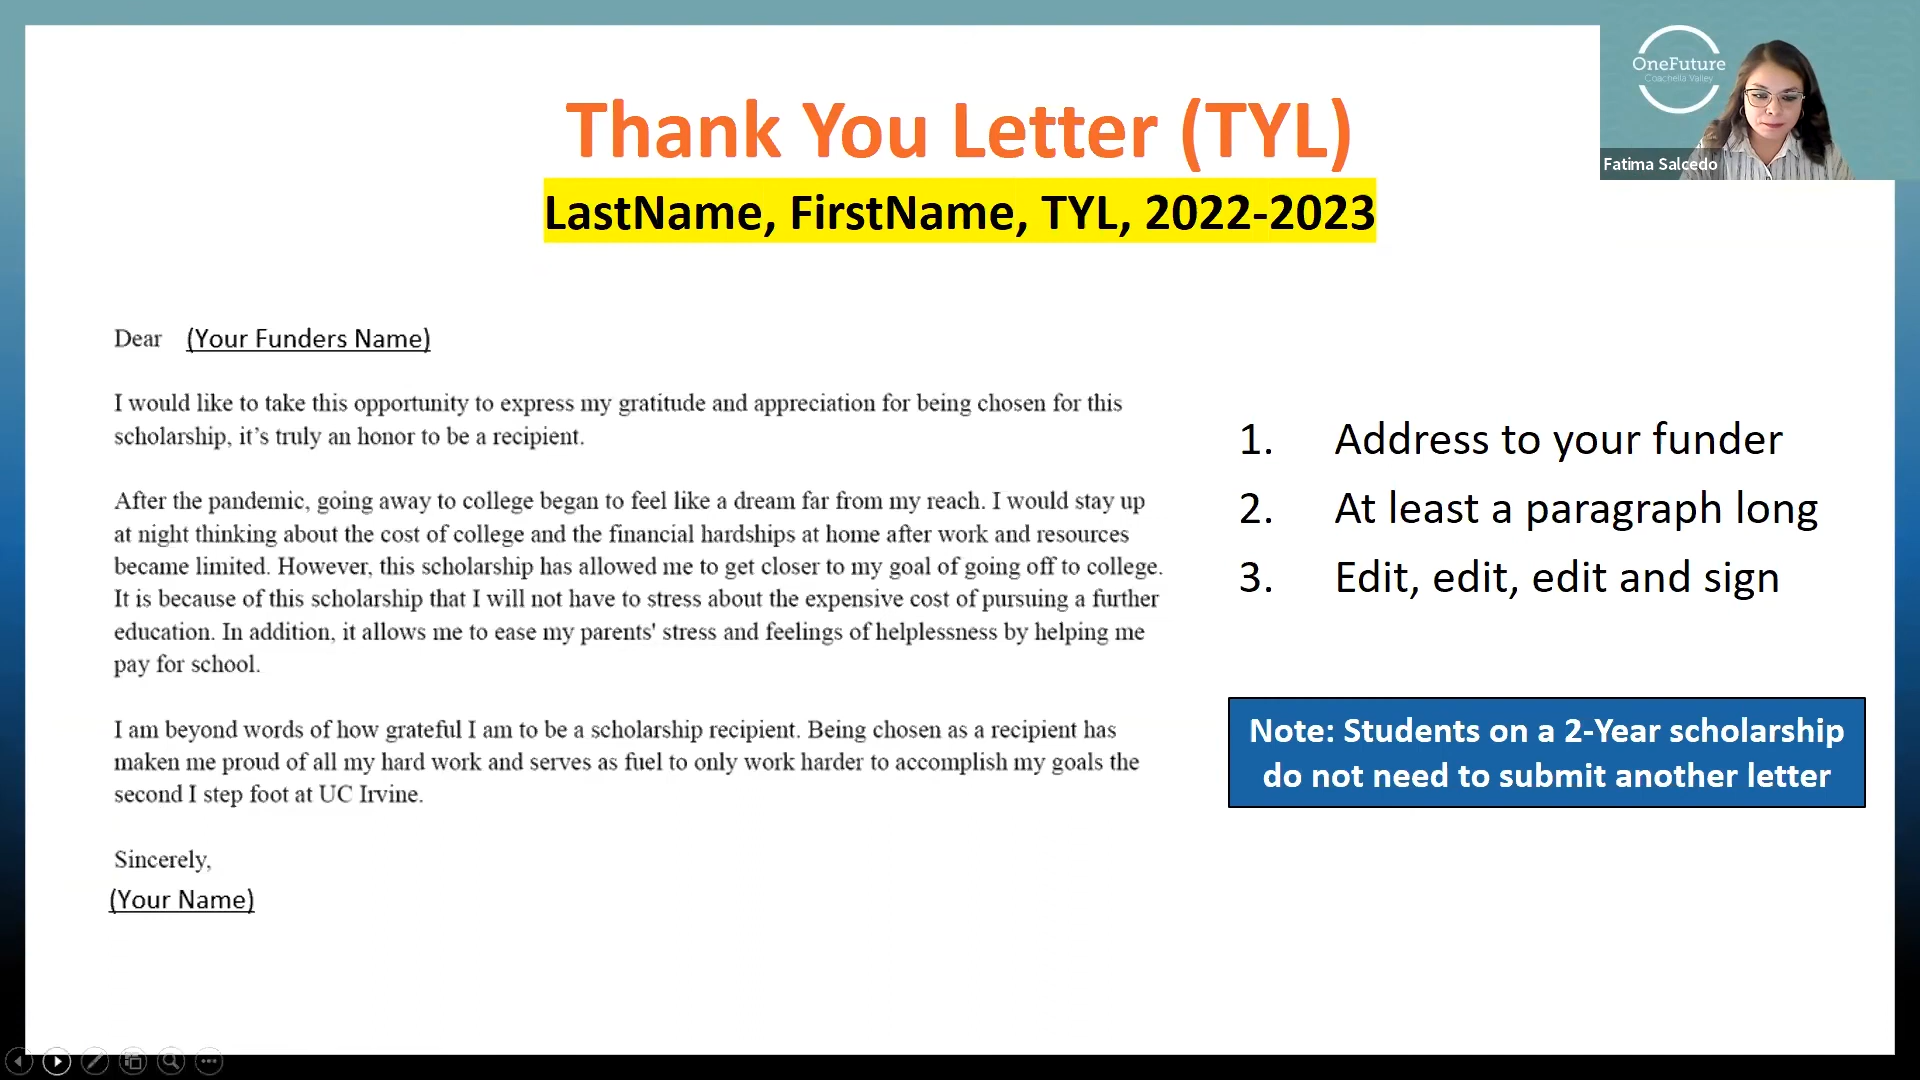 Thank You Letter (TYL)
LastName, FirstName, TYL, 2022-2023
OneFuture
Coachella Valley
Fatima Salcedo
Dear (Your Funders Name)
I would like to take this opportunity to express my gratitude and appreciation for being chosen for this
scholarship, it's truly an honor to be a recipient.
After the pandemic, going away to college began to feel like a dream far from my reach. I would stay up
at night thinking about the cost of college and the financial hardships at home after work and resources
became limited. However, this scholarship has allowed me to get closer to my goal of going off to college.
It is because of this scholarship that I will not have to stress about the expensive cost of pursuing a further
education. In addition, it allows me to ease my parents' stress and feelings of helplessness by helping me
pay for school.
I am beyond words of how grateful I am to be a scholarship recipient. Being chosen as a recipient has
maken me proud of all my hard work and serves as fuel to only work harder to accomplish my goals the
second I step foot at UC Irvine.
Sincerely,
(Your Name)
1. Address to your funder
2. At least a paragraph long
3. Edit, edit, edit and sign
Note: Students on a 2-Year scholarship
do not need to submit another letter